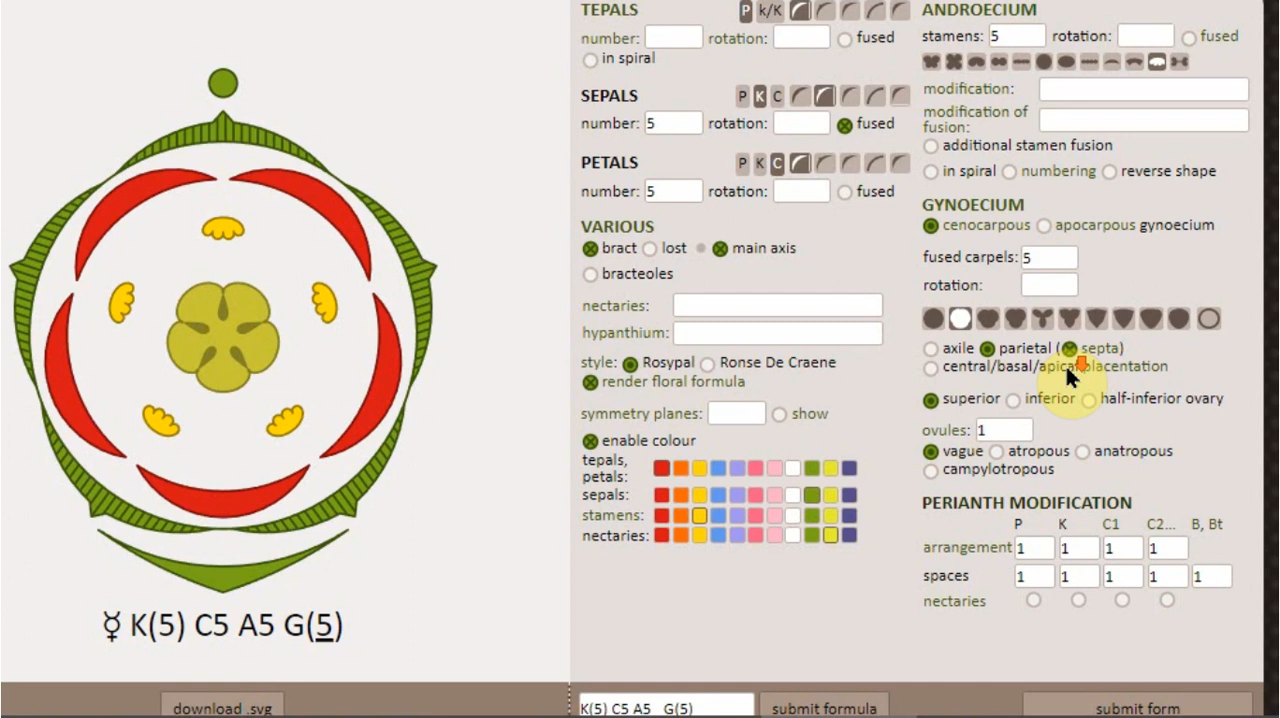 ☿ K(5) C5 A5 G(5)
download .svg
TEPALS P k/K
number: rotation: fused
in spiral
SEPALS P K C
number: 5 rotation: fused
PETALS P K C
number: 5 rotation: fused
VARIOUS
bract lost main axis
bracteoles
nectaries:
hypanthium:
style: Rosypal Ronse De Craene
render floral formula
symmetry planes: show
enable colour
tepals,
petals:
sepals:
stamens:
nectaries:
K(5) C5 A5 G(5) submit formula
ANDROECIUM
stamens: 5 rotation: fused
modification:
modification of
fusion:
additional stamen fusion
in spiral numbering reverse shape
GYNOECIUM
cenocarpous apocarpous gynoecium
fused carpels: 5
rotation:
axile parietal ( septa)
central/basal/apical placentation
superior inferior half-inferior ovary
ovules: 1
vague atropous anatropous
campylotropous
PERIANTH MODIFICATION
P K C1 C2... B, Bt
arrangement 1 1 1 1
spaces 1 1 1 1 1
nectaries
submit form